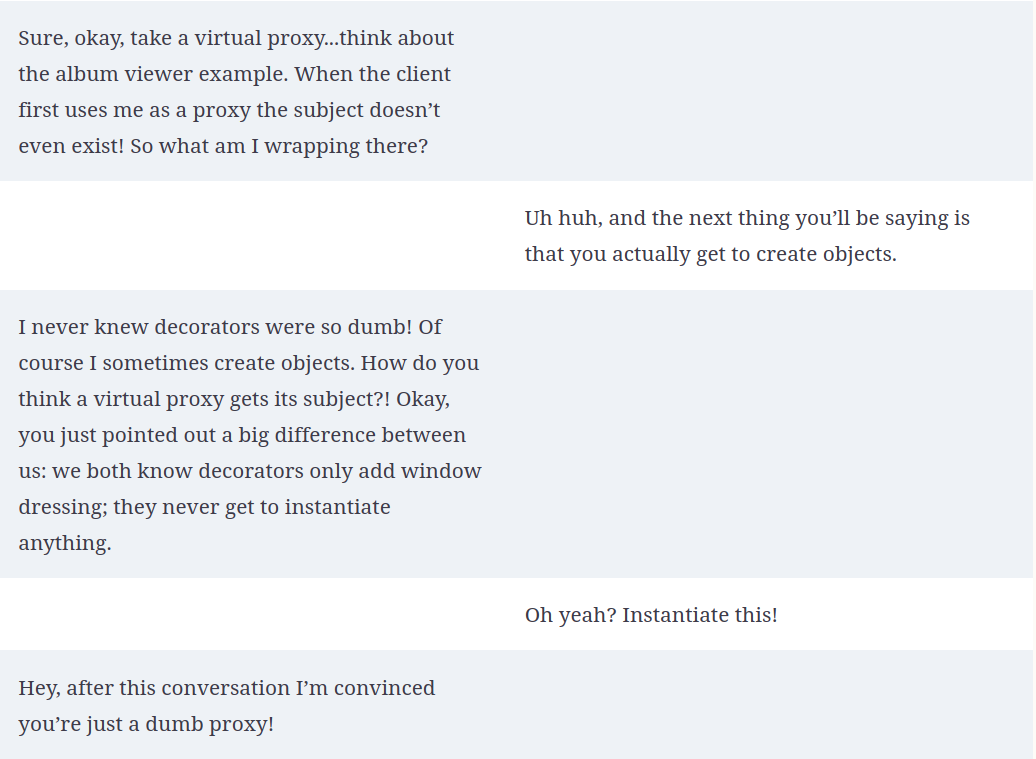 Sure, okay, take a virtual proxy...think about
the album viewer example. When the client
first uses me as a proxy the subject doesn’t
even exist! So what am I wrapping there?
Uh huh, and the next thing you’ll be saying is
that you actually get to create objects.
I never knew decorators were so dumb! Of
course I sometimes create objects. How do you
think a virtual proxy gets its subject?! Okay,
you just pointed out a big difference between
us: we both know decorators only add window
dressing; they never get to instantiate
anything.
Oh yeah? Instantiate this!
Hey, after this conversation I’m convinced
you’re just a dumb proxy!